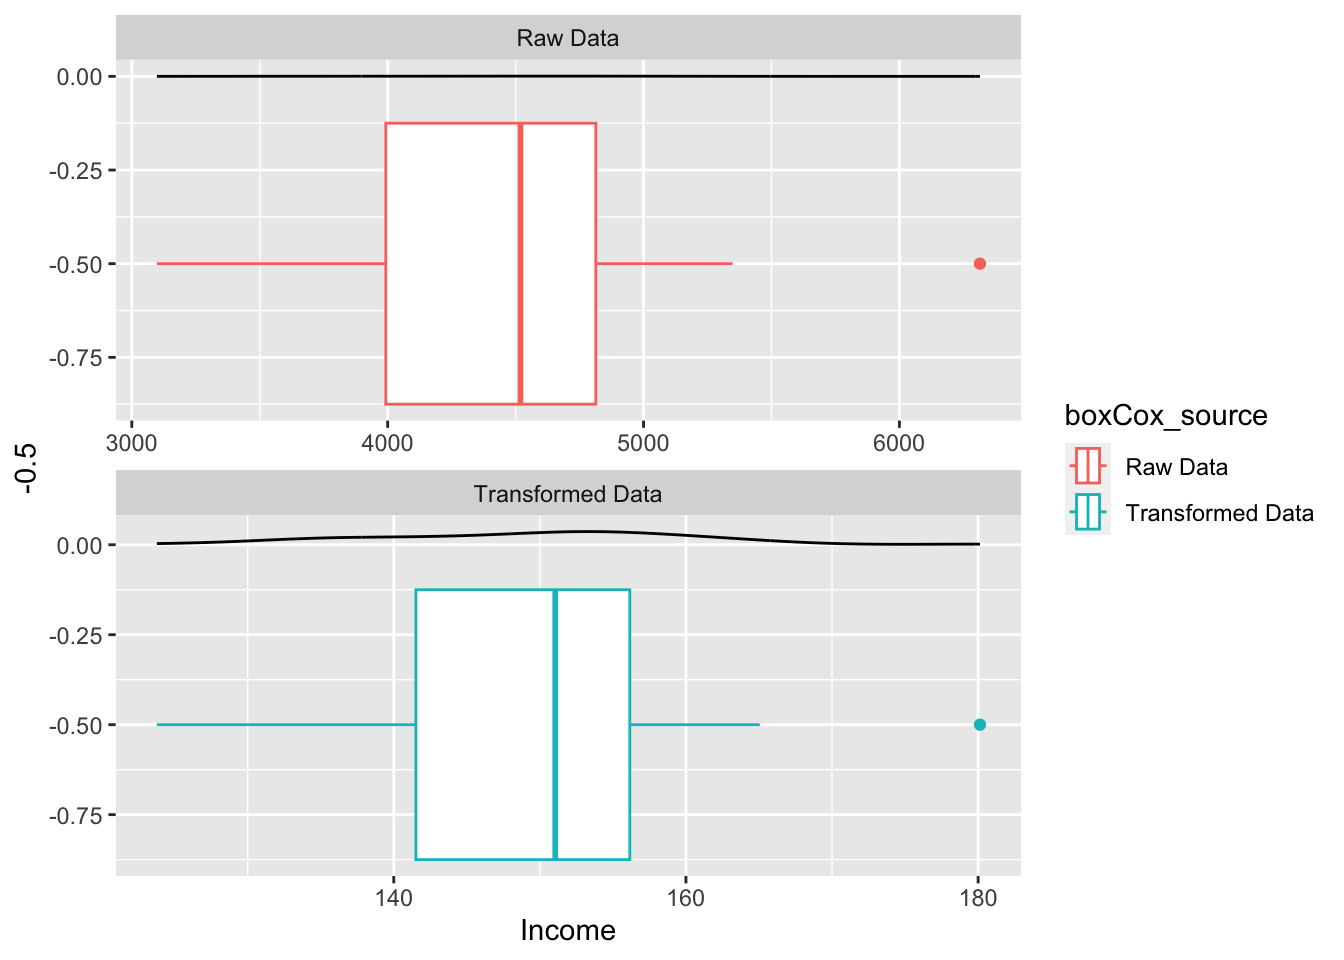 Raw Data
0.00
-0.25
-0.50
-0.75
3000 4000 5000 6000
-0.5
Transformed Data
0.00
-0.25
-0.50
-0.75
140 160 180
Income
boxCox_source
Raw Data
Transformed Data